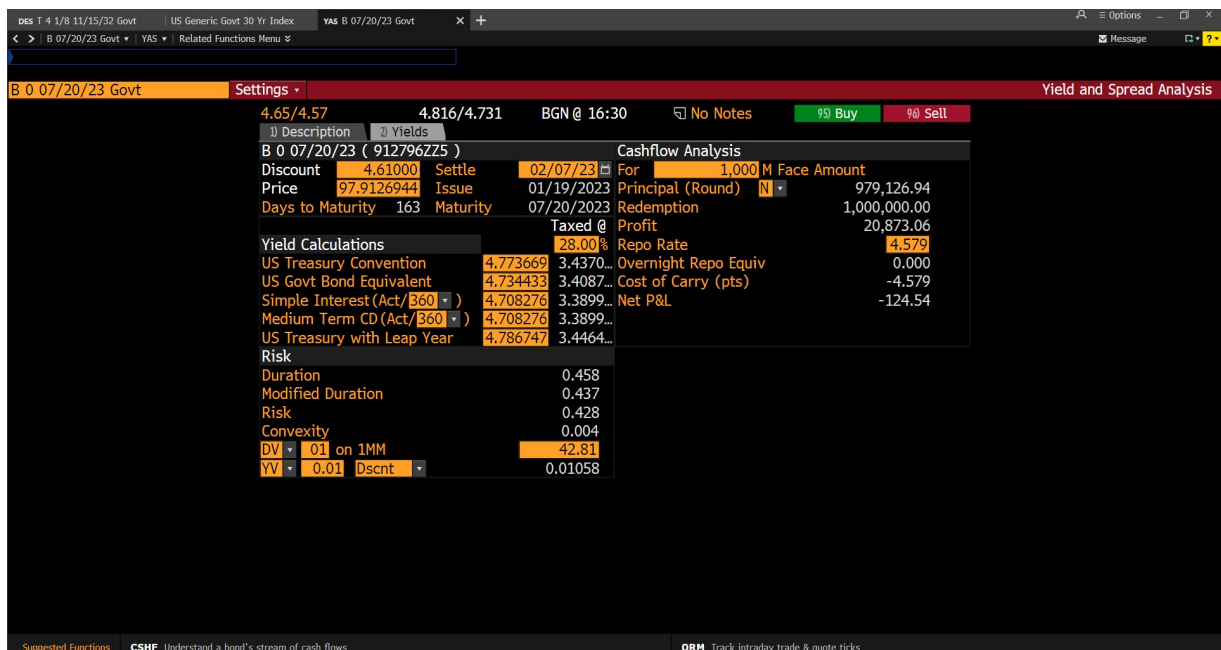 DES T 4 1/8 11/15/32 Govt US Generic Govt 30 Yr Index YAS B 07/20/23 Govt × + Options
< > B 07/20/23 Govt YAS Related Functions Menu Message ?
B 0 07/20/23 Govt Settings Yield and Spread Analysis
4.65/4.57 4.816/4.731 BGN @ 16:30 No Notes 95) Buy 96) Sell
1) Description 2) Yields
B 0 07/20/23 ( 912796ZZ5 ) Cashflow Analysis
Discount 4.61000 Settle 02/07/23 For 1,000 M Face Amount
Price 97.9126944 Issue 01/19/2023 Principal (Round) N 979,126.94
Days to Maturity 163 Maturity 07/20/2023 Redemption 1,000,000.00
Taxed @ Profit 20,873.06
Yield Calculations 28.00 % Repo Rate 4.579
US Treasury Convention 4.773669 3.4370... Overnight Repo Equiv 0.000
US Govt Bond Equivalent 4.734433 3.4087... Cost of Carry (pts) -4.579
Simple Interest (Act/ 360 ) 4.708276 3.3899... Net P&L -124.54
Medium Term CD (Act/ 360 ) 4.708276 3.3899...
US Treasury with Leap Year 4.786747 3.4464...
Risk
Duration 0.458
Modified Duration 0.437
Risk 0.428
Convexity 0.004
DV 01 on 1MM 42.81
YV 0.01 Dscnt 0.01058
Suggested Functions CSHF Understand a bond's stream of cash flows QRM Track intraday trade & quote ticks